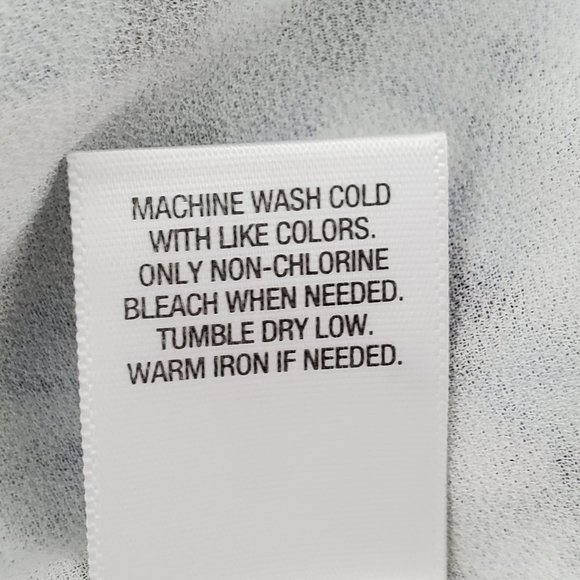 MACHINE WASH COLD
WITH LIKE COLORS.
ONLY NON-CHLORINE
BLEACH WHEN NEEDED.
TUMBLE DRY LOW.
WARM IRON IF NEEDED.